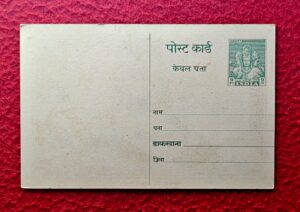 पोस्ट कार्ड
केवल पता
INDIA
नाम
पता
डाकखाना
ज़िला